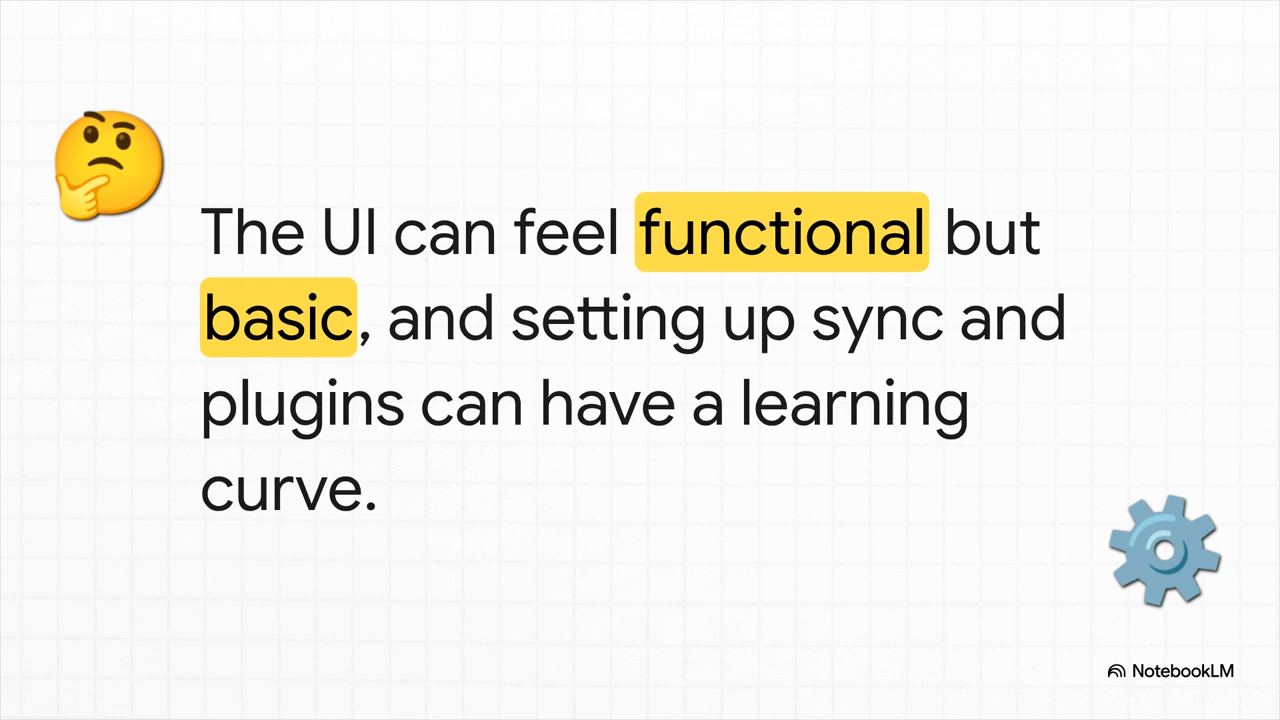 The UI can feel functional but
basic, and setting up sync and
plugins can have a learning
curve.
NotebookLM